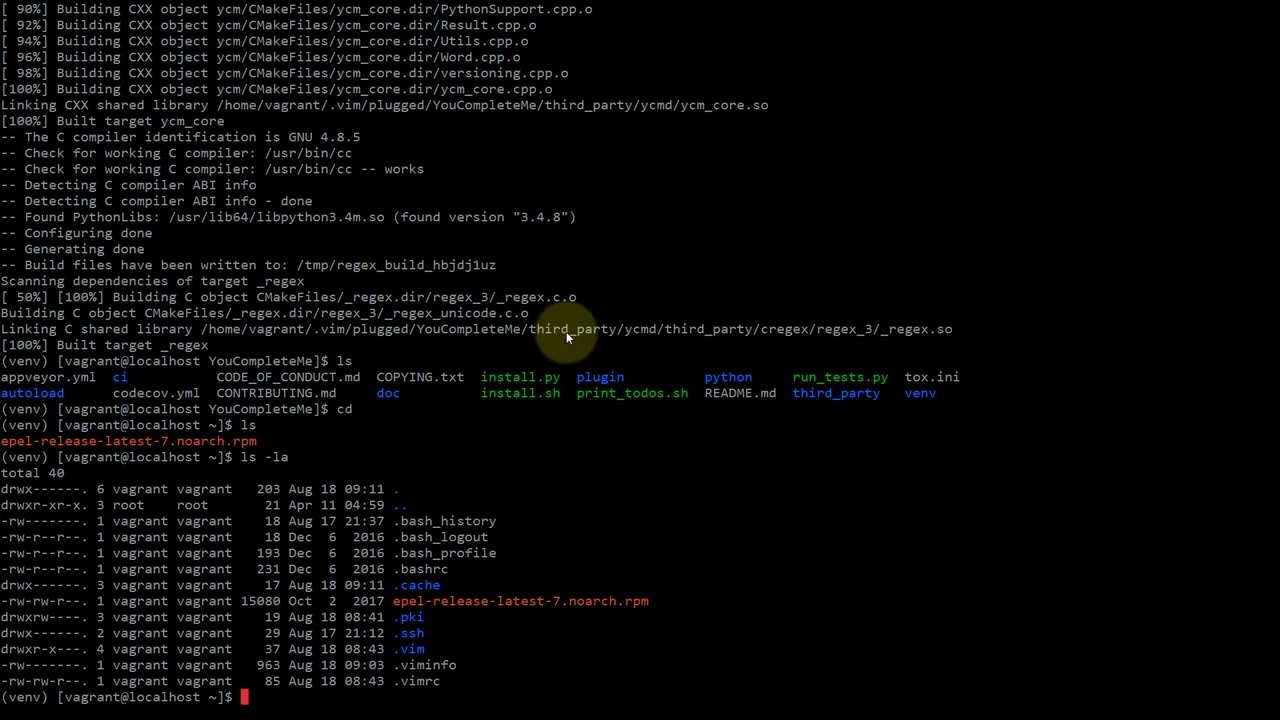 [ 90%] Building CXX object ycm/CMakeFiles/ycm_core.dir/PythonSupport.cpp.o
[ 92%] Building CXX object ycm/CMakeFiles/ycm_core.dir/Result.cpp.o
[ 94%] Building CXX object ycm/CMakeFiles/ycm_core.dir/Utils.cpp.o
[ 96%] Building CXX object ycm/CMakeFiles/ycm_core.dir/Word.cpp.o
[ 98%] Building CXX object ycm/CMakeFiles/ycm_core.dir/versioning.cpp.o
[100%] Building CXX object ycm/CMakeFiles/ycm_core.dir/ycm_core.cpp.o
Linking CXX shared library /home/vagrant/.vim/plugged/YouCompleteMe/third_party/ycmd/ycm_core.so
[100%] Built target ycm_core
-- The C compiler identification is GNU 4.8.5
-- Check for working C compiler: /usr/bin/cc
-- Check for working C compiler: /usr/bin/cc -- works
-- Detecting C compiler ABI info
-- Detecting C compiler ABI info - done
-- Found PythonLibs: /usr/lib64/libpython3.4m.so (found version "3.4.8")
-- Configuring done
-- Generating done
-- Build files have been written to: /tmp/regex_build_hbjdj1uz
Scanning dependencies of target _regex
[ 50%] [100%] Building C object CMakeFiles/_regex.dir/regex_3/_regex.c.o
Building C object CMakeFiles/_regex.dir/regex_3/_regex_unicode.c.o
Linking C shared library /home/vagrant/.vim/plugged/YouCompleteMe/third_party/ycmd/third_party/cregex/regex_3/_regex.so
[100%] Built target _regex
(venv) [vagrant@localhost YouCompleteMe]$ ls
appveyor.yml  ci           CODE_OF_CONDUCT.md  COPYING.txt  install.py  plugin          python     run_tests.py  tox.ini
autoload      codecov.yml  CONTRIBUTING.md     doc          install.sh  print_todos.sh  README.md  third_party   venv
(venv) [vagrant@localhost YouCompleteMe]$ cd
(venv) [vagrant@localhost ~]$ ls
epel-release-latest-7.noarch.rpm
(venv) [vagrant@localhost ~]$ ls -la
total 40
drwx------. 6 vagrant vagrant   203 Aug 18 09:11 .
drwxr-xr-x. 3 root    root       21 Apr 11 04:59 ..
-rw-------. 1 vagrant vagrant    18 Aug 17 21:37 .bash_history
-rw-r--r--. 1 vagrant vagrant    18 Dec  6  2016 .bash_logout
-rw-r--r--. 1 vagrant vagrant   193 Dec  6  2016 .bash_profile
-rw-r--r--. 1 vagrant vagrant   231 Dec  6  2016 .bashrc
drwx------. 3 vagrant vagrant    17 Aug 18 09:11 .cache
-rw-rw-r--. 1 vagrant vagrant 15080 Oct  2  2017 epel-release-latest-7.noarch.rpm
drwxrw----. 3 vagrant vagrant    19 Aug 18 08:41 .pki
drwx------. 2 vagrant vagrant    29 Aug 17 21:12 .ssh
drwxr-x---. 4 vagrant vagrant    37 Aug 18 08:43 .vim
-rw-------. 1 vagrant vagrant   963 Aug 18 09:03 .viminfo
-rw-rw-r--. 1 vagrant vagrant    85 Aug 18 08:43 .vimrc
(venv) [vagrant@localhost ~]$